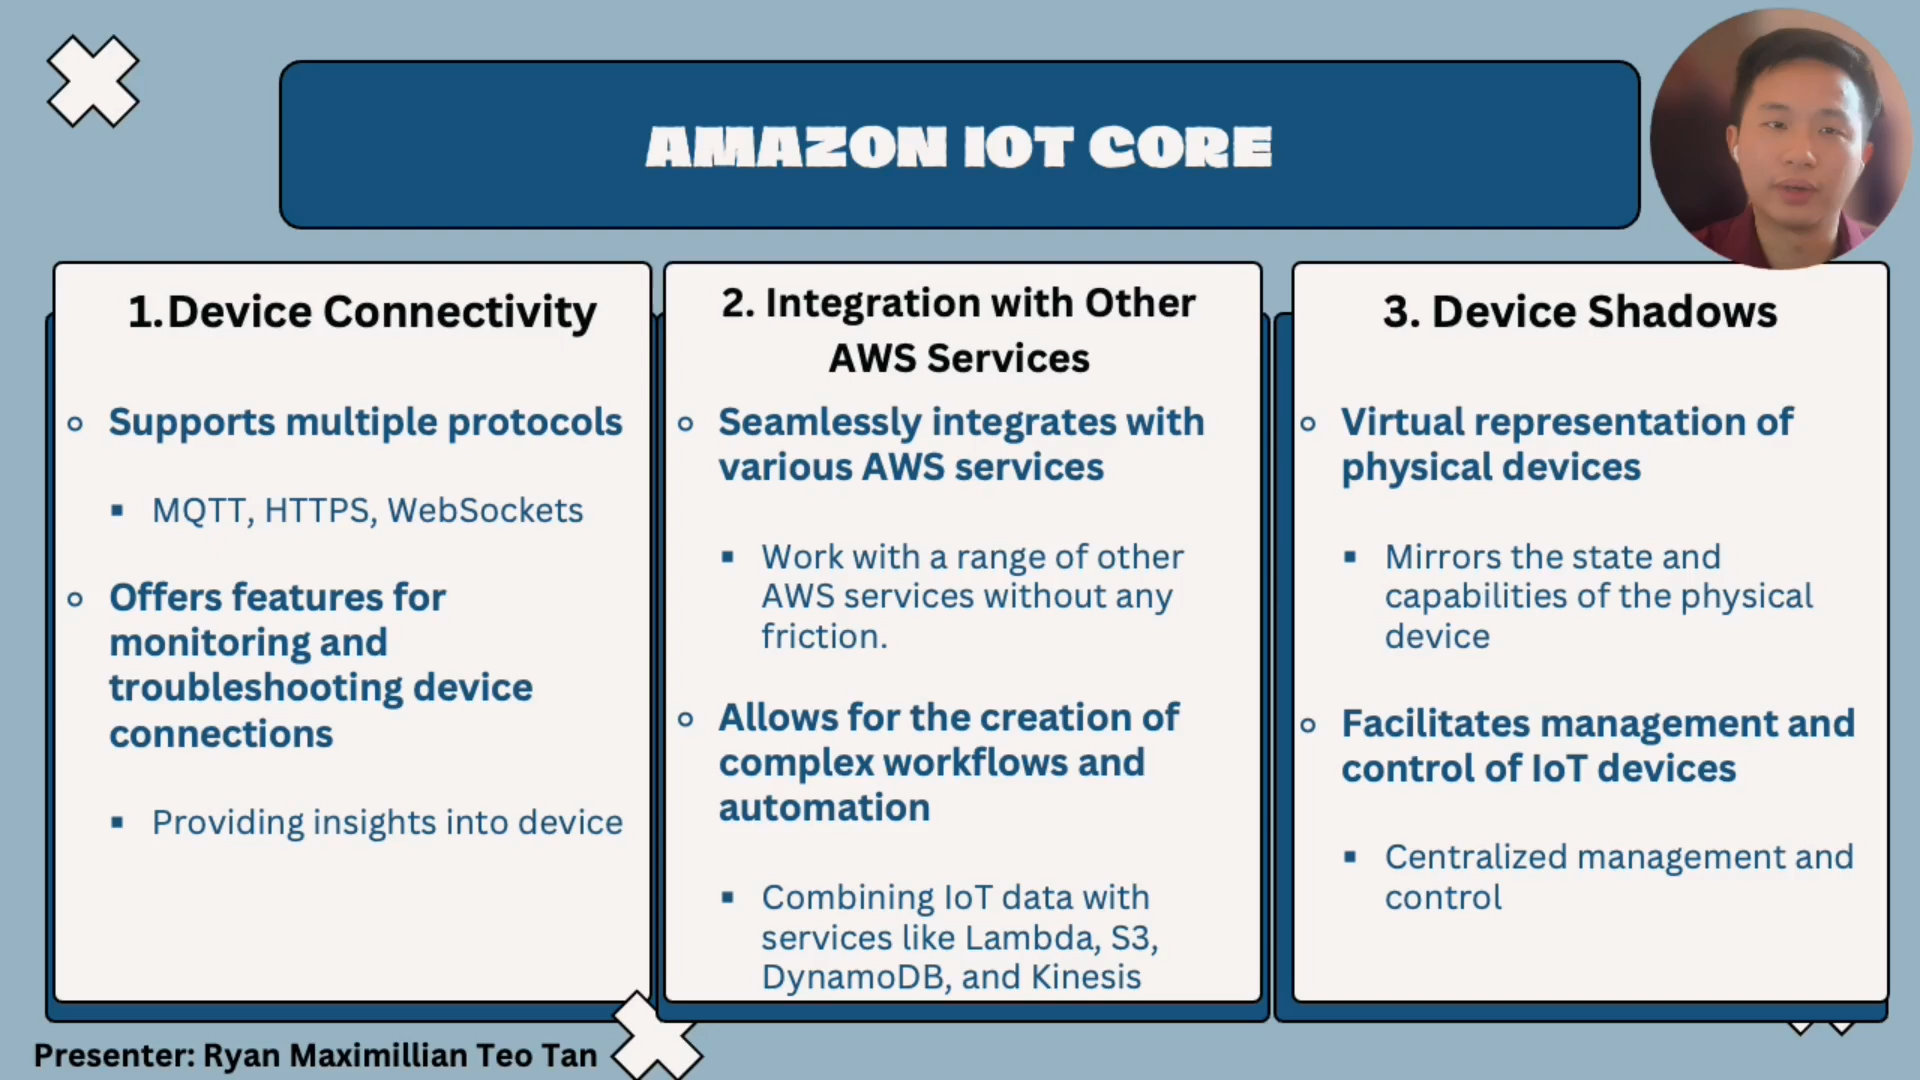 AMAZON IOT CORE
1.Device Connectivity
Supports multiple protocols
MQTT, HTTPS, WebSockets
Offers features for
monitoring and
troubleshooting device
connections
Providing insights into device
2. Integration with Other
AWS Services
Seamlessly integrates with
various AWS services
Work with a range of other
AWS services without any
friction.
Allows for the creation of
complex workflows and
automation
Combining IoT data with
services like Lambda, S3,
DynamoDB, and Kinesis
3. Device Shadows
Virtual representation of
physical devices
Mirrors the state and
capabilities of the physical
device
Facilitates management and
control of IoT devices
Centralized management and
control
Presenter: Ryan Maximillian Teo Tan